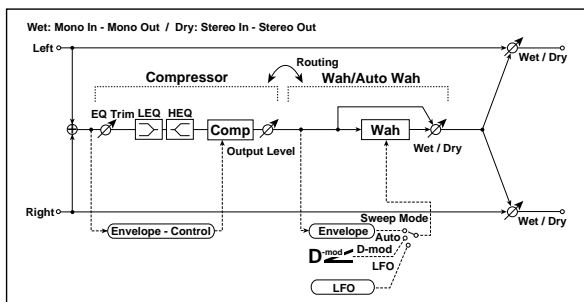 Wet: Mono In - Mono Out / Dry: Stereo In - Stereo Out
Left
Wet / Dry
Routing
Compressor
Wah/Auto Wah
EQ Trim
LEQ
HEQ
Comp
Output Level
Wah
Wet / Dry
Right
Wet / Dry
Envelope - Control
Envelope
Sweep Mode
Auto
D-mod
D-mod
LFO
LFO